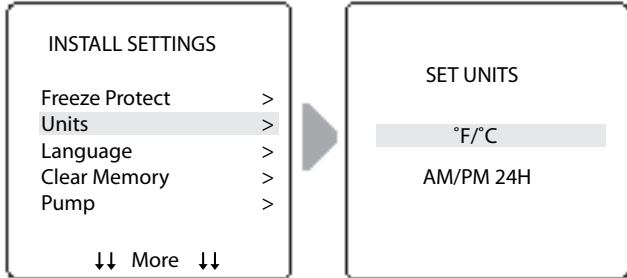 INSTALL SETTINGS
Freeze Protect >
Units >
Language >
Clear Memory >
Pump >
↓↓ More ↓↓
SET UNITS
˚F/˚C
AM/PM 24H